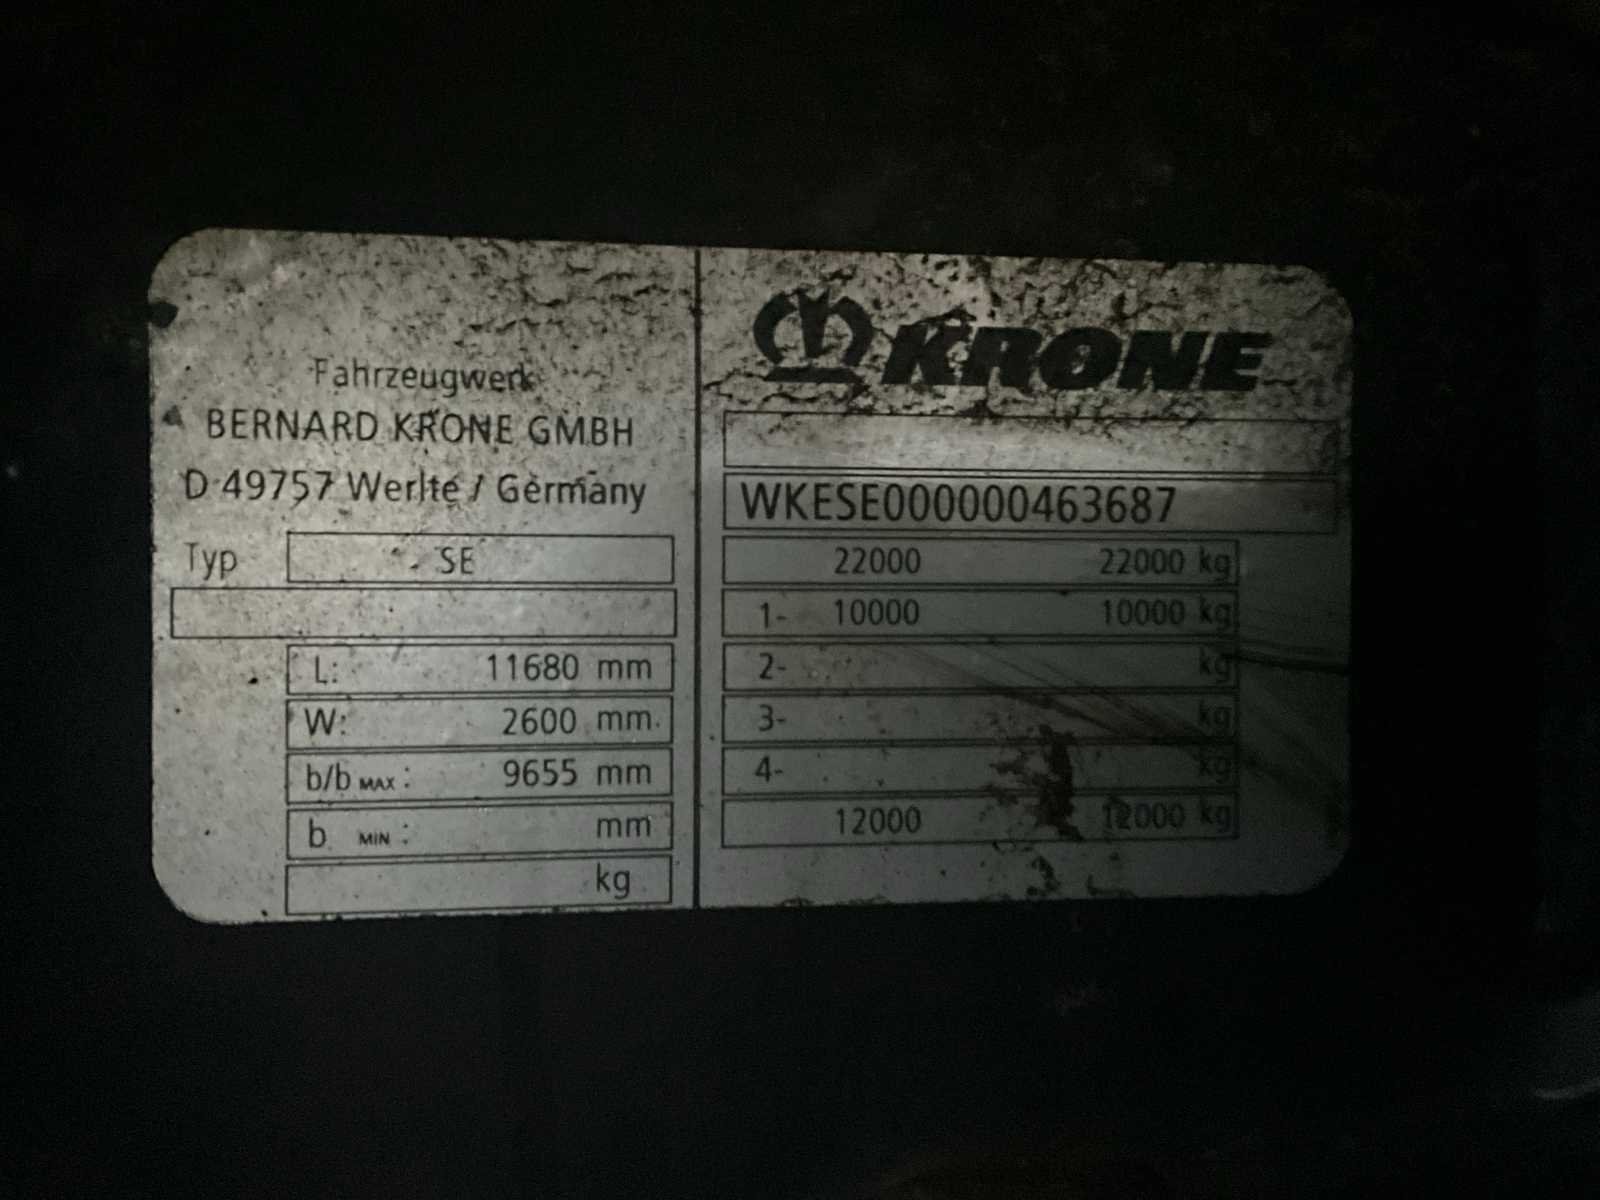 Fahrzeugwerk
BERNARD KRONE GMBH
D 49757 Werlte / Germany
Typ SE
L: 11680 mm
W: 2600 mm
b/b MAX : 9655 mm
b MIN : mm
kg
KRONE
WKESE000000463687
22000 22000 kg
1- 10000 10000 kg
2- kg
3- kg
4- kg
12000 12000 kg